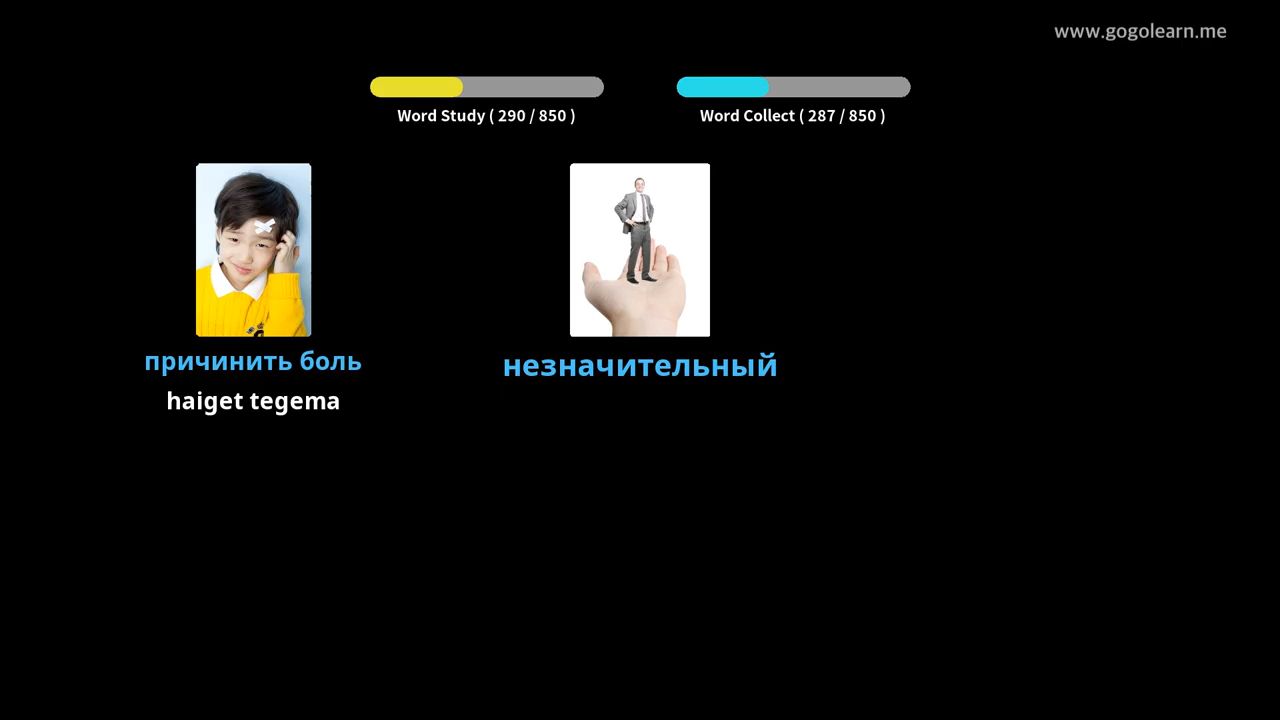 www.gogolearn.me
Word Study ( 290 / 850 )
Word Collect ( 287 / 850 )
причинить боль
haiget tegema
незначительный